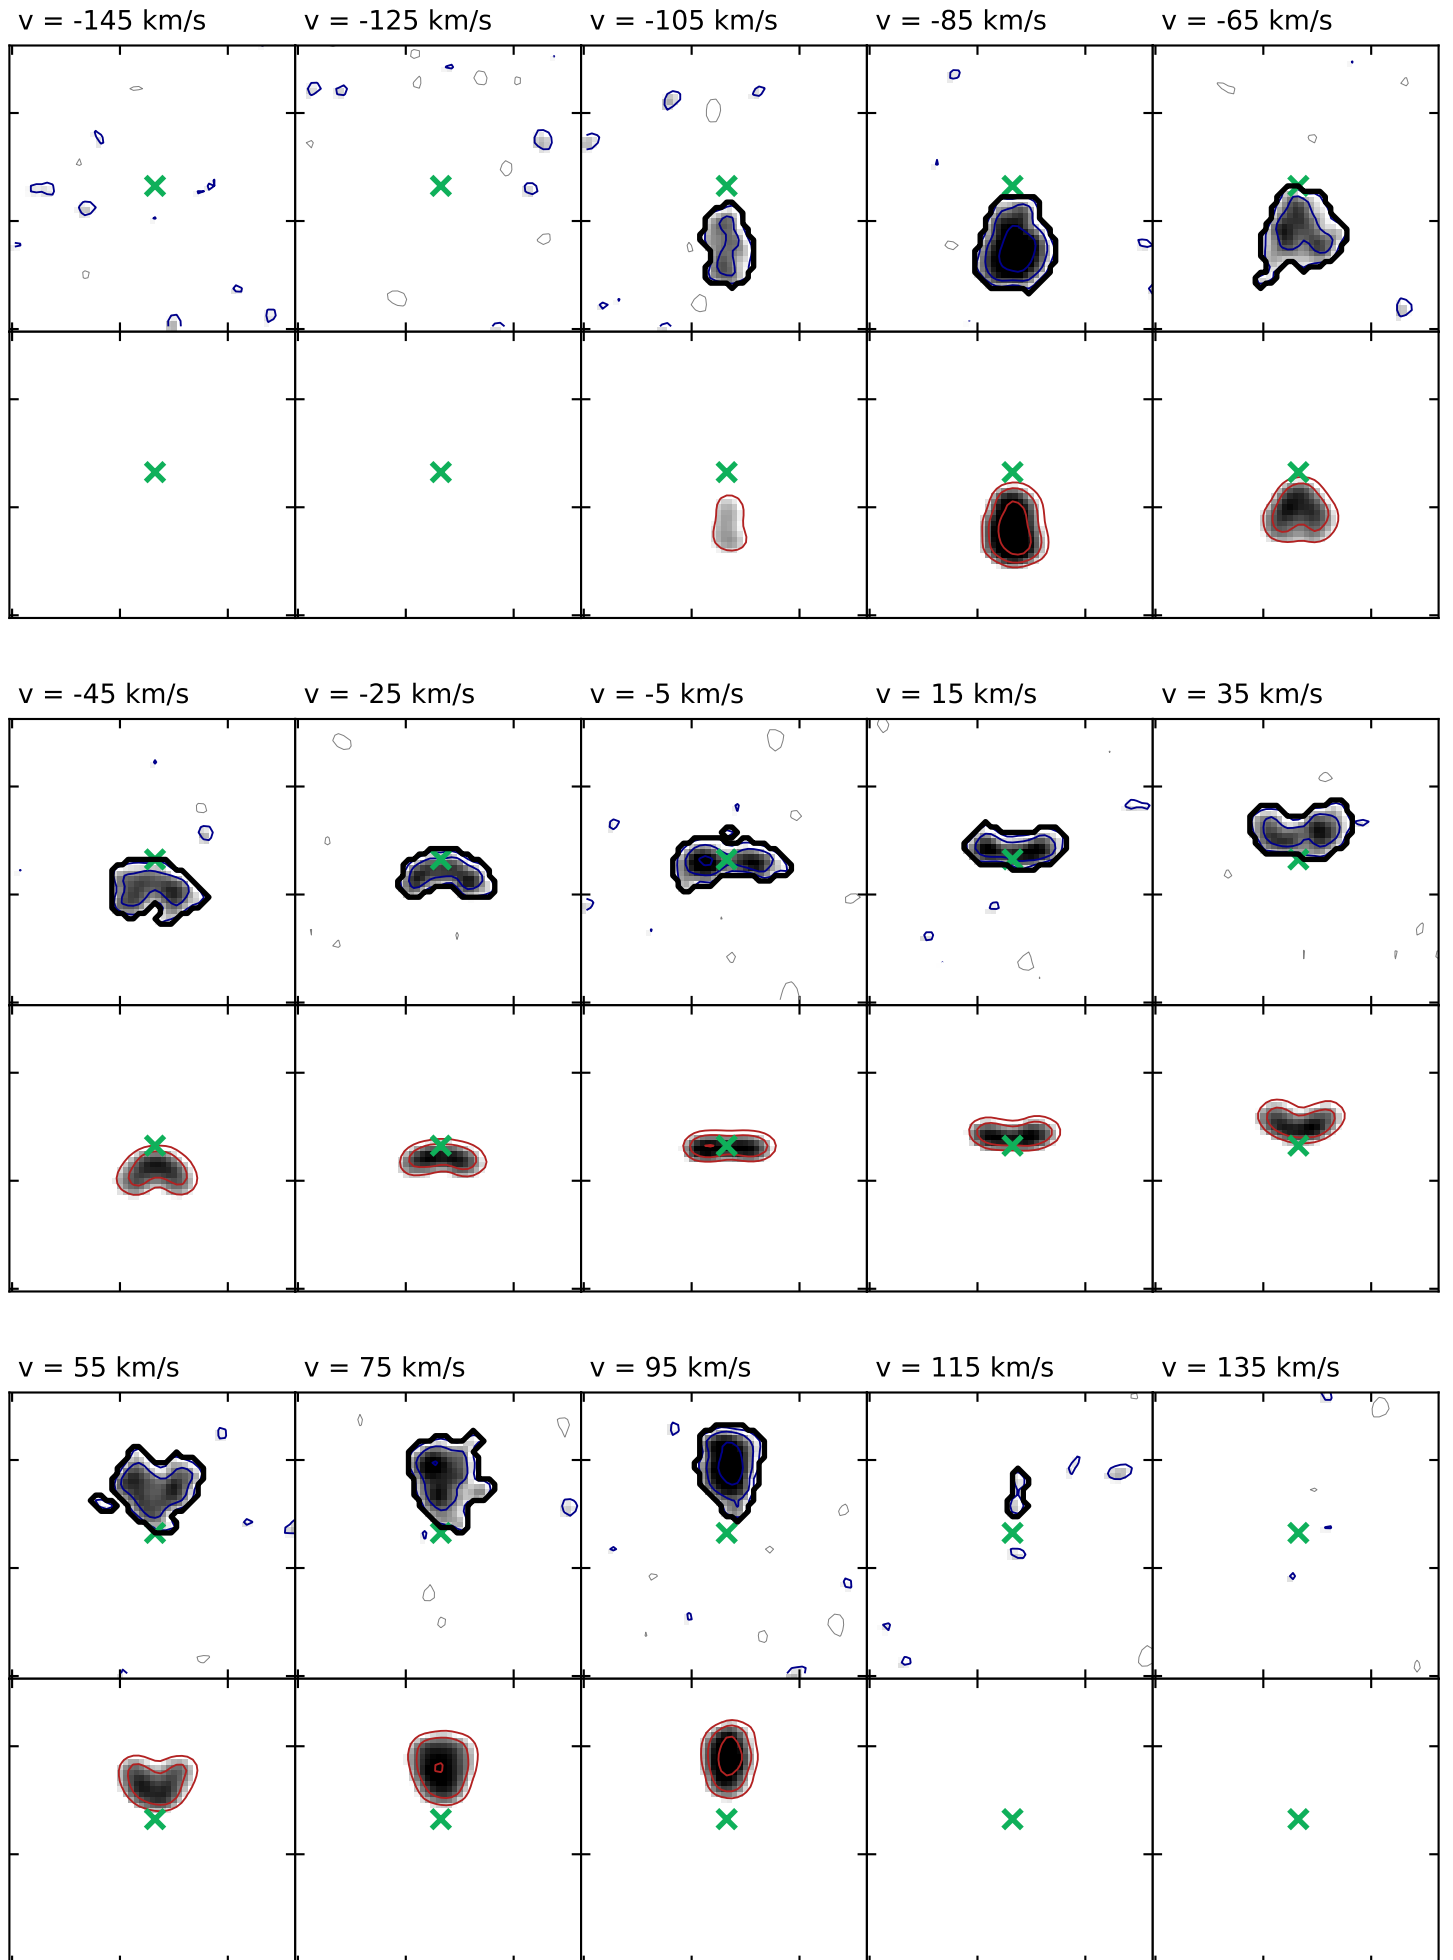 v = -145 km/s
v = -125 km/s
v = -105 km/s
v = -85 km/s
v = -65 km/s
v = -45 km/s
v = -25 km/s
v = -5 km/s
v = 15 km/s
v = 35 km/s
v = 55 km/s
v = 75 km/s
v = 95 km/s
v = 115 km/s
v = 135 km/s